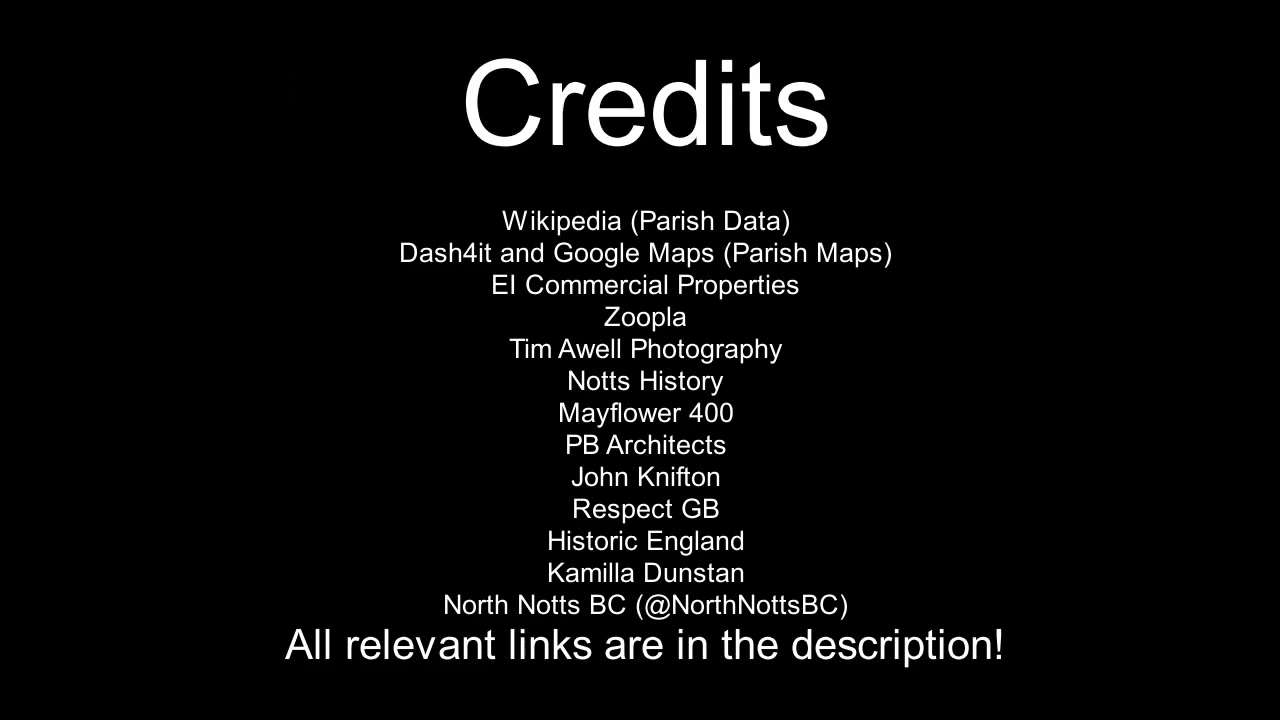 Credits
Wikipedia (Parish Data)
Dash4it and Google Maps (Parish Maps)
EI Commercial Properties
Zoopla
Tim Awell Photography
Notts History
Mayflower 400
PB Architects
John Knifton
Respect GB
Historic England
Kamilla Dunstan
North Notts BC (@NorthNottsBC)
All relevant links are in the description!